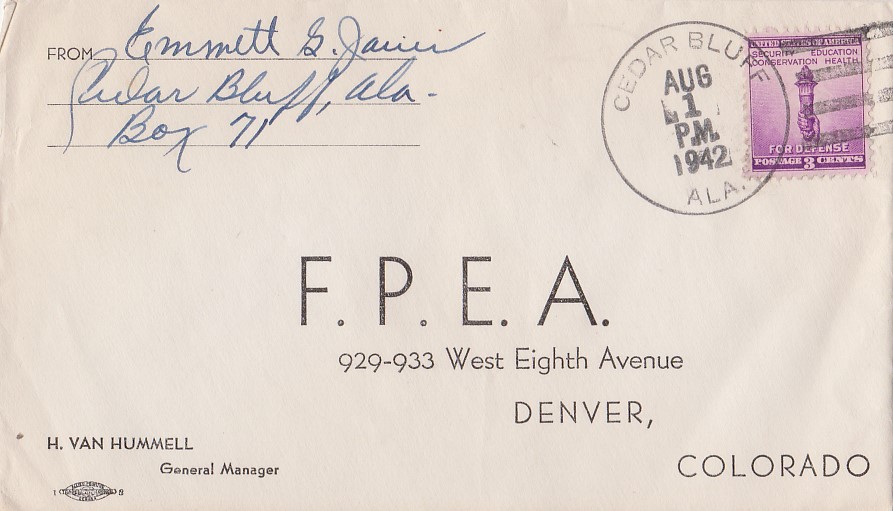 FROM Emmett G.
Cedar Bluff, Ala-
Box 71
CEDAR BLUFF
AUG
1
P.M.
1942
ALA.
UNITED STATES OF AMERICA
SECURITY EDUCATION
CONSERVATION HEALTH
FOR DEFENSE
POSTAGE 3 CENTS
F. P. E. A.
929-933 West Eighth Avenue
DENVER,
COLORADO
H. VAN HUMMELL
General Manager